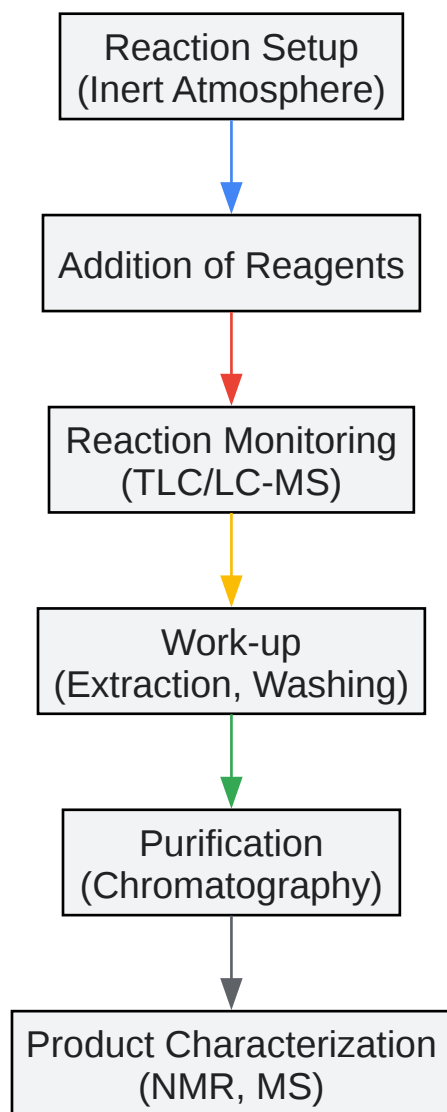 Reaction Setup
(Inert Atmosphere)
Addition of Reagents
Reaction Monitoring
(TLC/LC-MS)
Work-up
(Extraction, Washing)
Purification
(Chromatography)
Product Characterization
(NMR, MS)